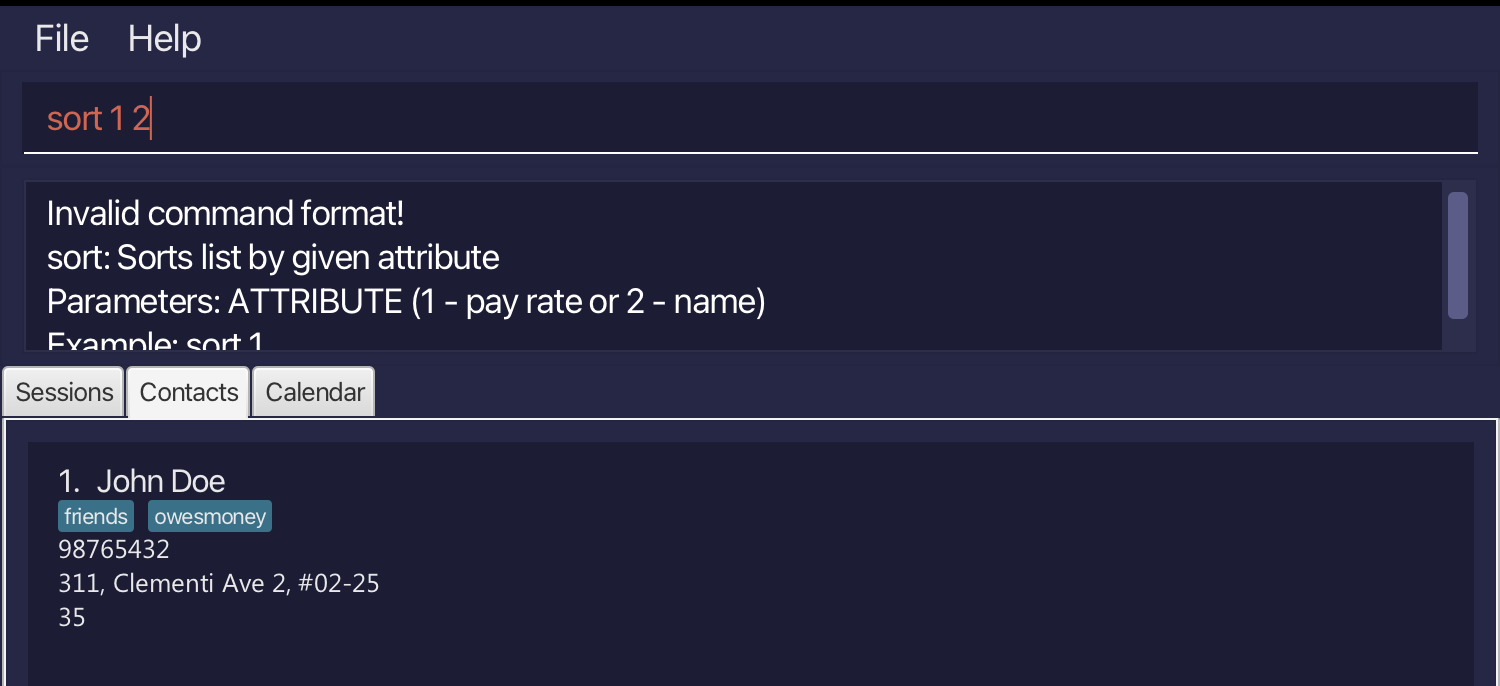 File Help
sort 1 2
Invalid command format!
sort: Sorts list by given attribute
Parameters: ATTRIBUTE (1 - pay rate or 2 - name)
Example: sort 1
Sessions Contacts Calendar
1. John Doe
friends owesmoney
98765432
311, Clementi Ave 2, #02-25
35